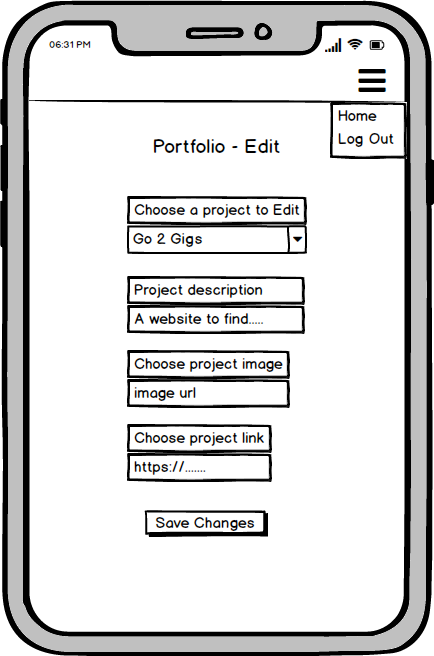 06:31 PM
Home
Log Out
Portfolio - Edit
Choose a project to Edit
Go 2 Gigs
Project description
A website to find.....
Choose project image
image url
Choose project link
https://.......
Save Changes